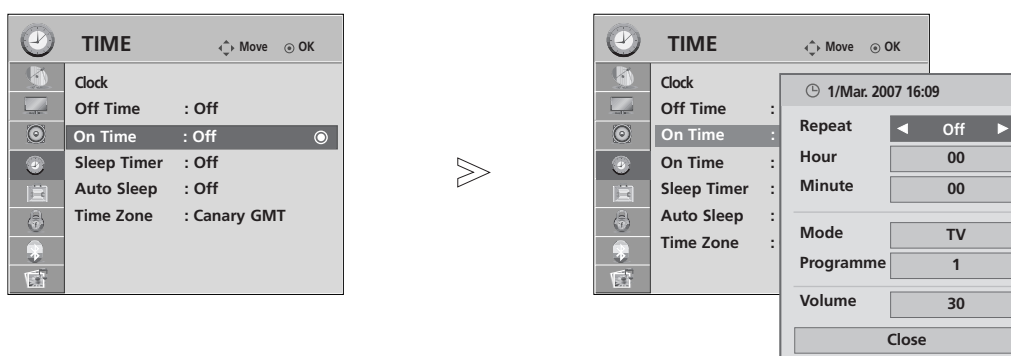 TIME Move OK
Clock
Off Time : Off
On Time : Off
Sleep Timer : Off
Auto Sleep : Off
Time Zone : Canary GMT
TIME Move OK
Clock
Off Time :
On Time :
On Time :
Sleep Timer :
Auto Sleep :
Time Zone :
1/Mar. 2007 16:09
Repeat ◄ Off ►
Hour 00
Minute 00
Mode TV
Programme 1
Volume 30
Close